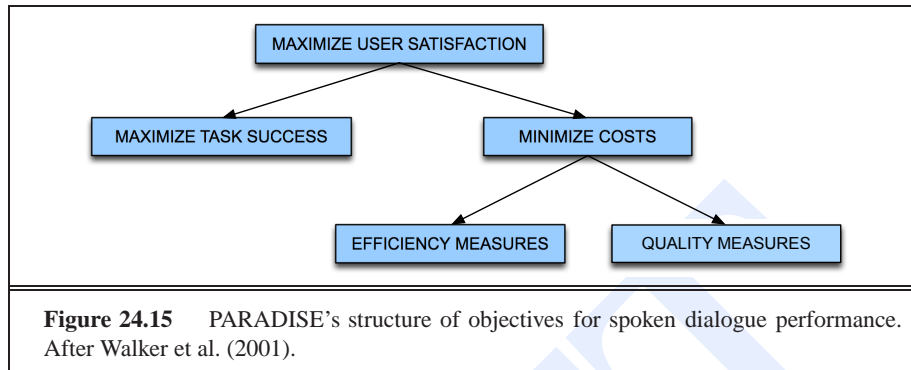 MAXIMIZE USER SATISFACTION
MAXIMIZE TASK SUCCESS
MINIMIZE COSTS
EFFICIENCY MEASURES
QUALITY MEASURES
Figure 24.15 PARADISE's structure of objectives for spoken dialogue performance.
After Walker et al. (2001).